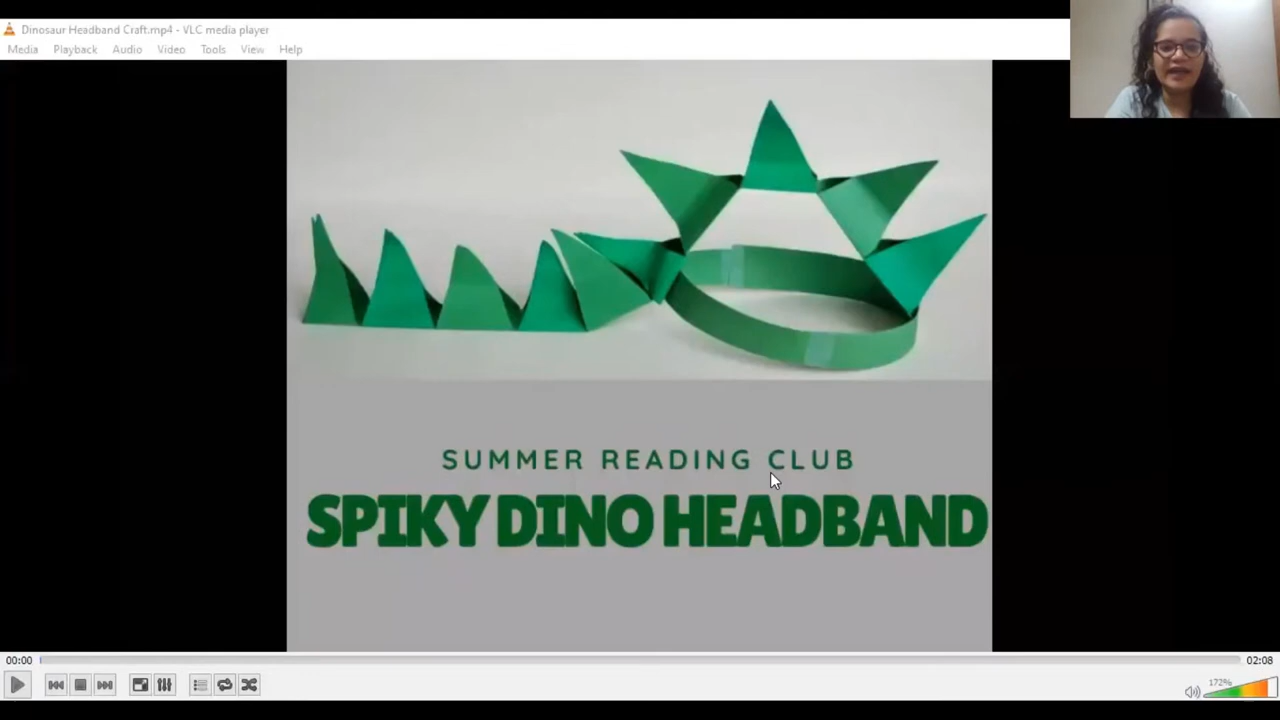 Dinosaur Headband Craft.mp4 - VLC media player
Media Playback Audio Video Tools View Help
SUMMER READING CLUB
SPIKY DINO HEADBAND
00:00 02:08
172%